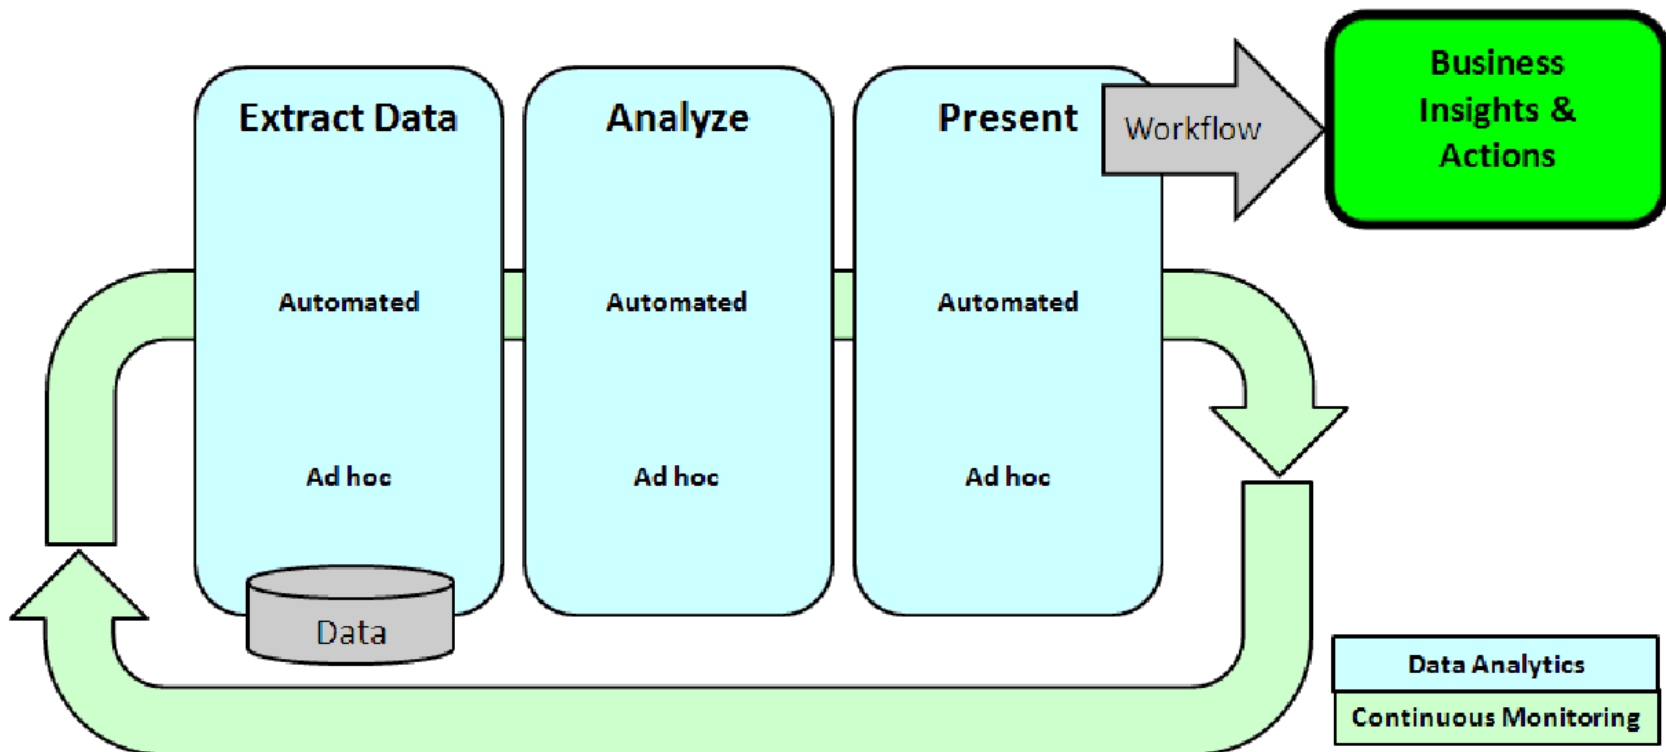 Extract Data
Analyze
Present
Workflow
Business
Insights &
Actions
Automated
Automated
Automated
Ad hoc
Ad hoc
Ad hoc
Data
Data Analytics
Continuous Monitoring